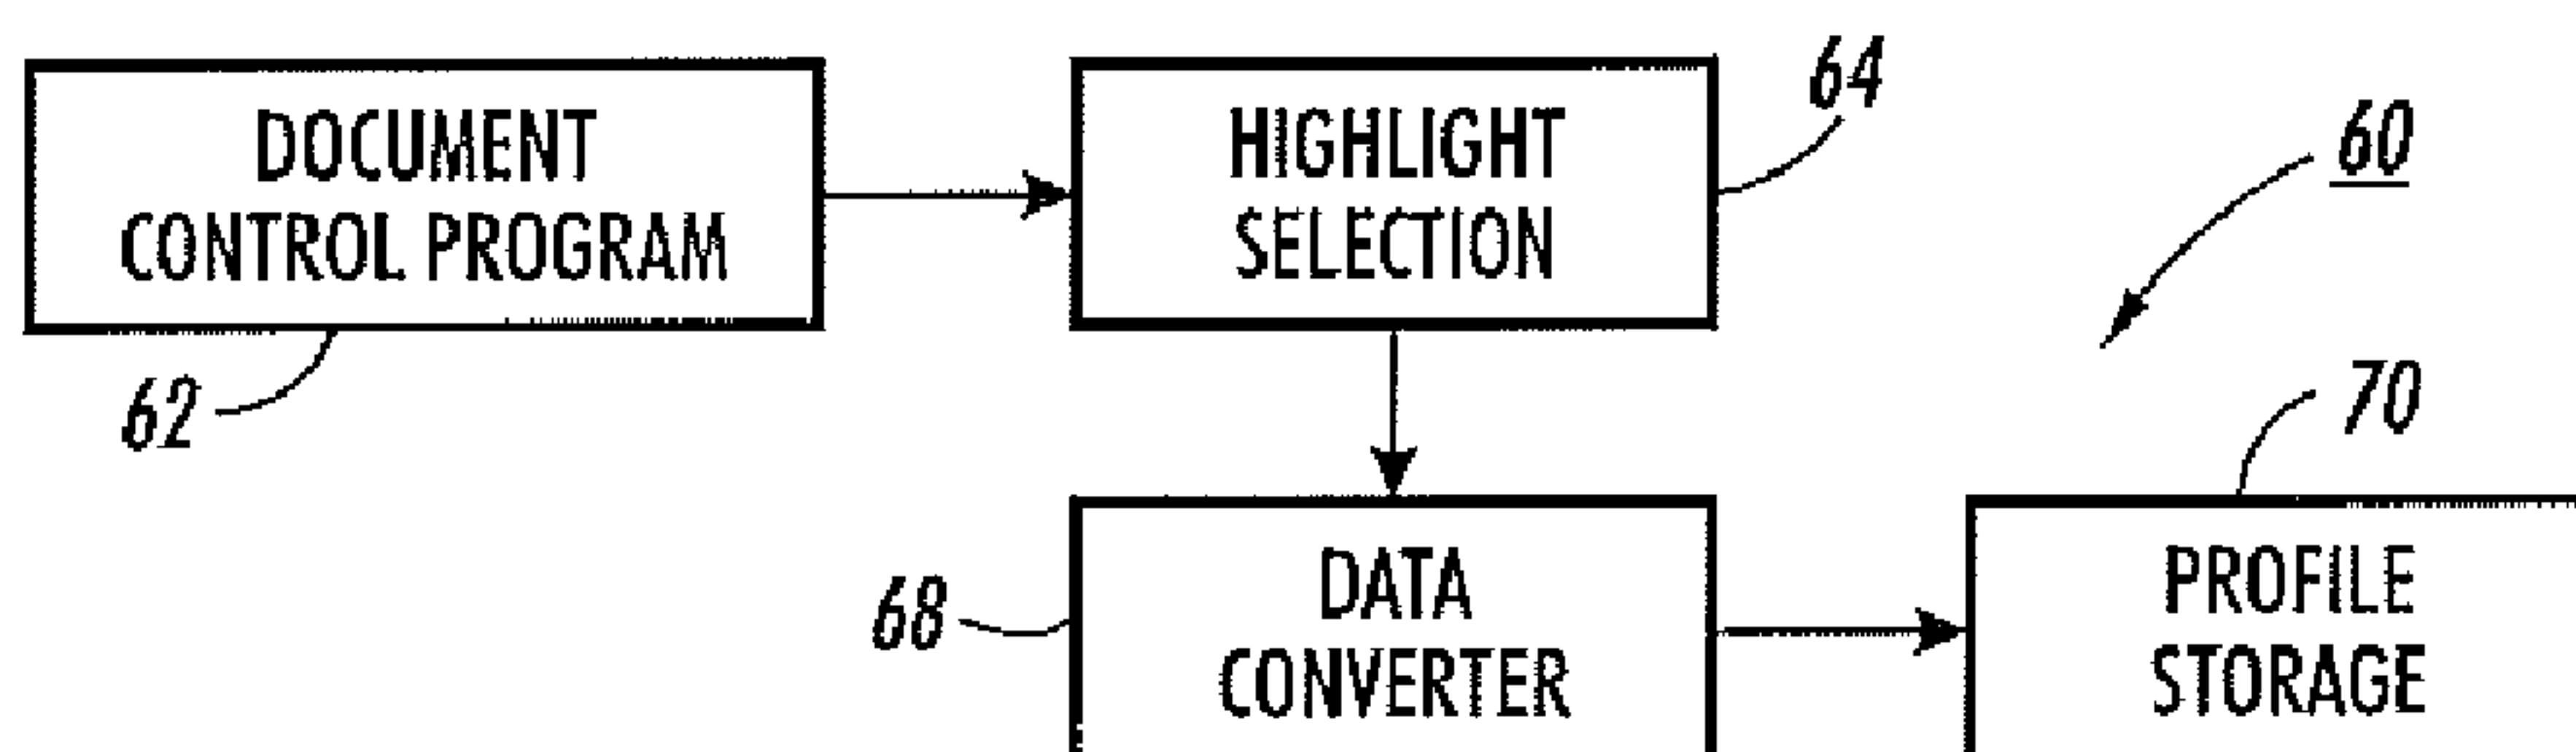 DOCUMENT
CONTROL PROGRAM
62
HIGHLIGHT
SELECTION
64
60
DATA
CONVERTER
68
PROFILE
STORAGE
70